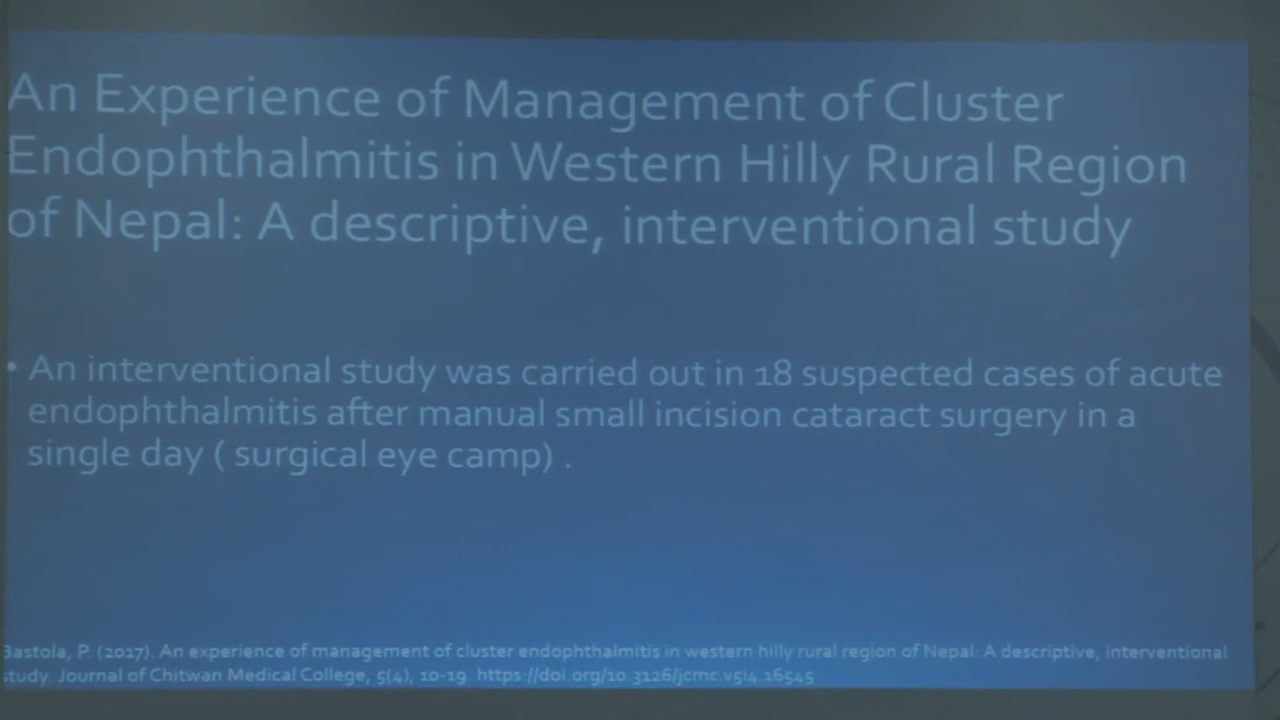 An Experience of Management of Cluster
Endophthalmitis in Western Hilly Rural Region
of Nepal: A descriptive, interventional study
• An interventional study was carried out in 18 suspected cases of acute
endophthalmitis after manual small incision cataract surgery in a
single day ( surgical eye camp) .
Bastola, P. (2017). An experience of management of cluster endophthalmitis in western hilly rural region of Nepal: A descriptive, interventional
study. Journal of Chitwan Medical College, 5(4), 10-19. https://doi.org/10.3126/jcmc.v5i4.16545